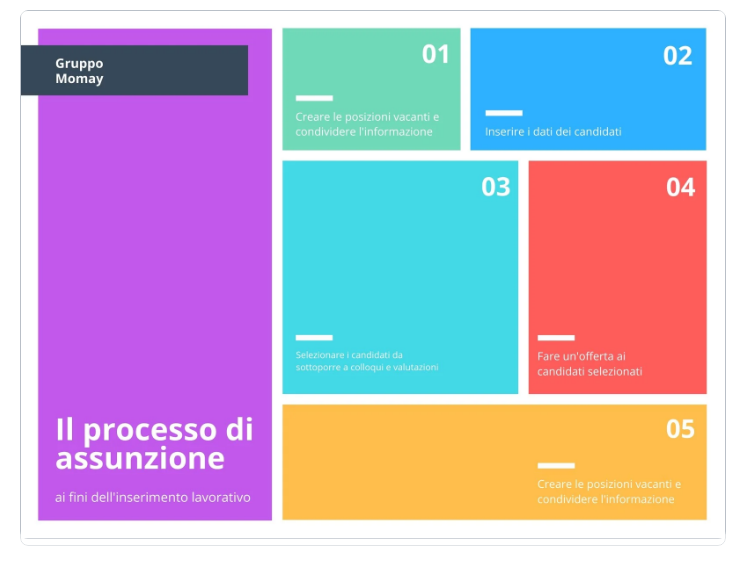 Gruppo
Momay
Il processo di
assunzione
ai fini dell'inserimento lavorativo
01
Creare le posizioni vacanti e
condividere l'informazione
02
Inserire i dati dei candidati
03
Selezionare i candidati da
sottoporre a colloqui e valutazioni
04
Fare un'offerta ai
candidati selezionati
05
Creare le posizioni vacanti e
condividere l'informazione